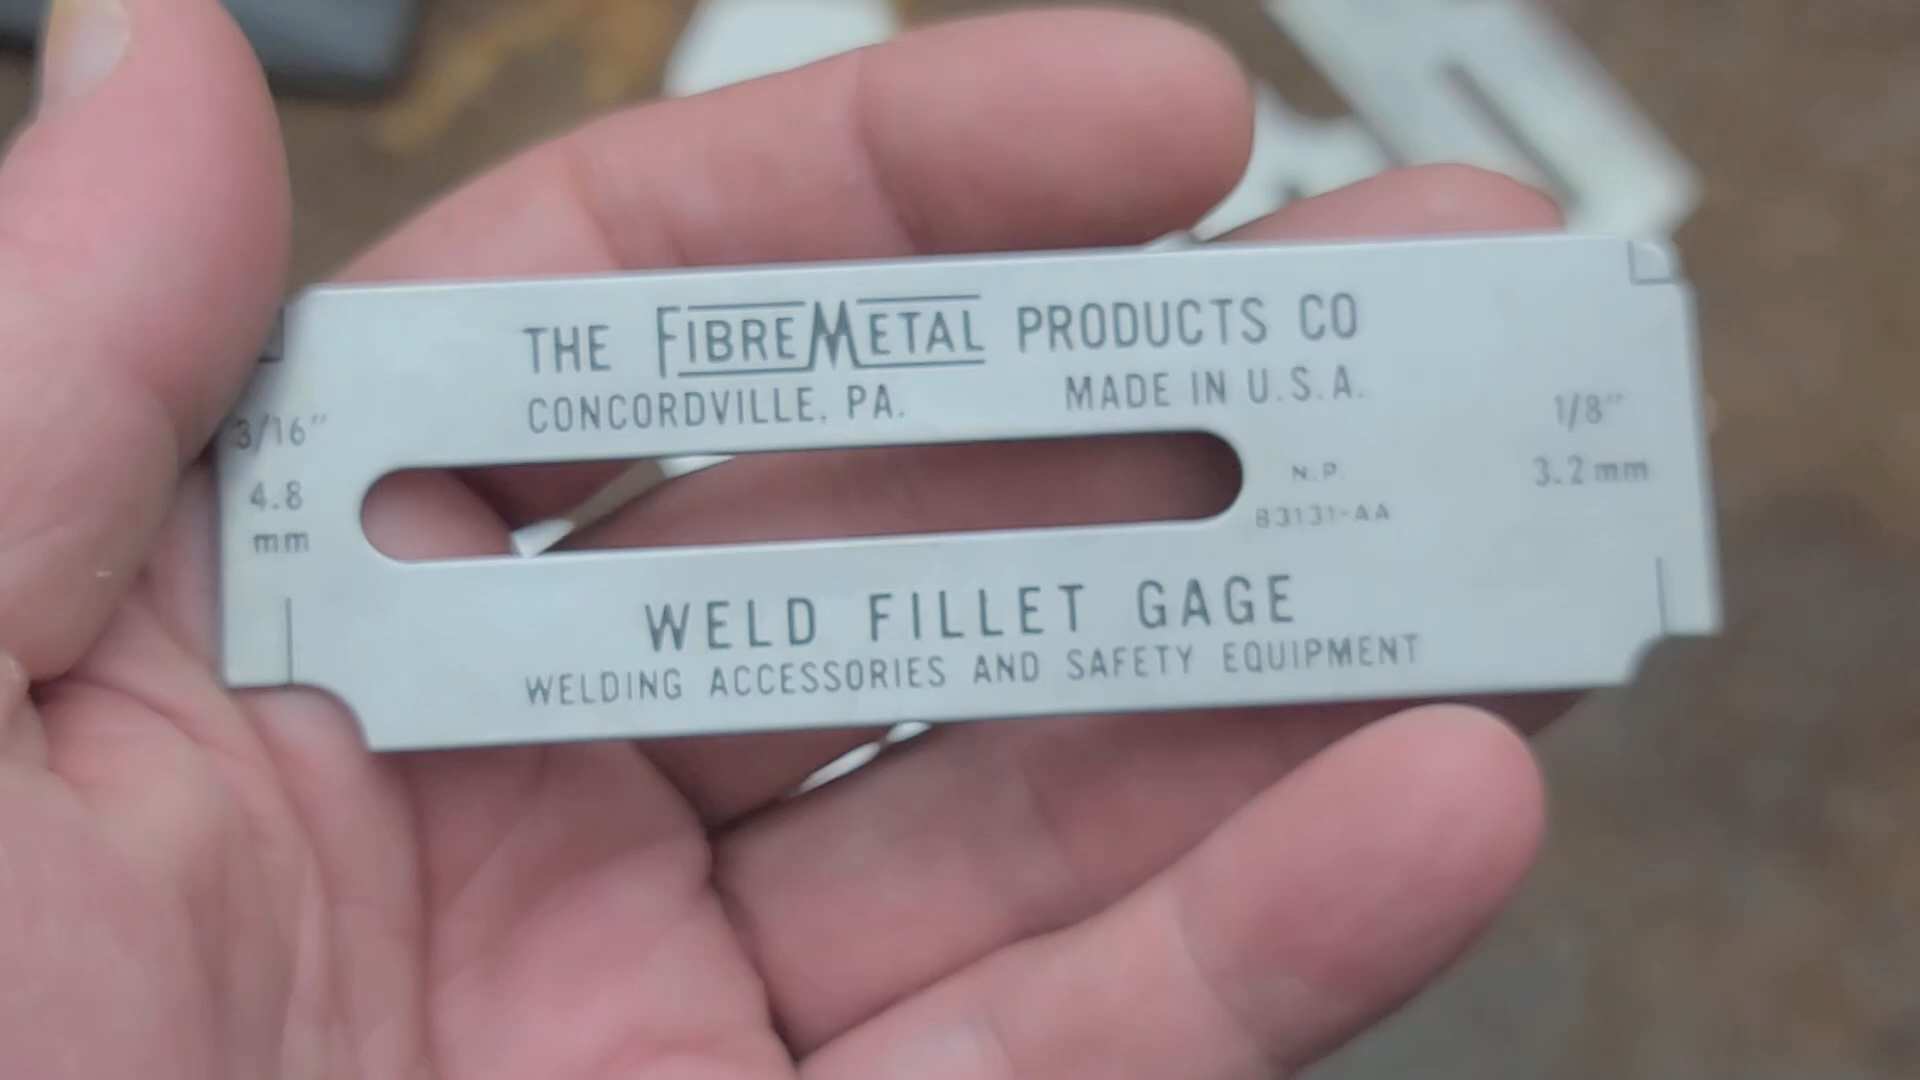 THE FIBREMETAL PRODUCTS CO
CONCORDVILLE, PA. MADE IN U.S.A.
3/16"
4.8
mm
N.P.
83131-AA
1/8"
3.2 mm
WELD FILLET GAGE
WELDING ACCESSORIES AND SAFETY EQUIPMENT